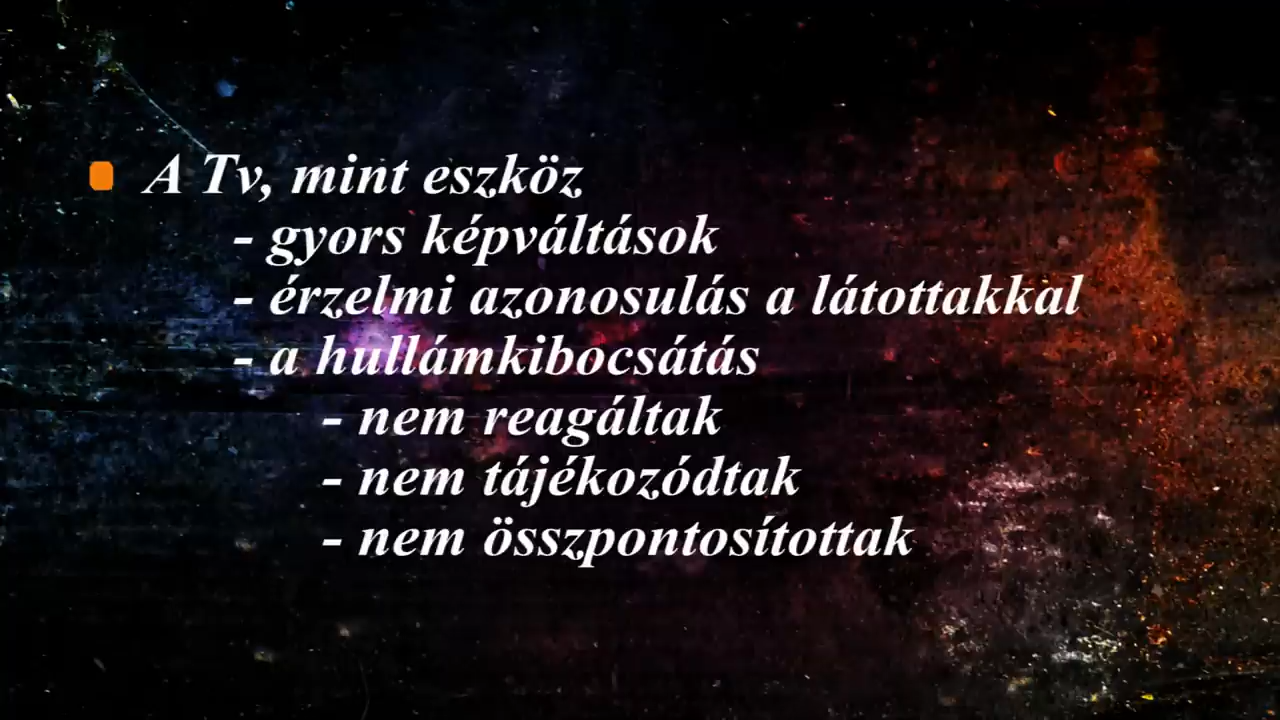 A Tv, mint eszköz
- gyors képváltások
- érzelmi azonosulás a látottakkal
- a hullámkibocsátás
- nem reagáltak
- nem tájékozódtak
- nem összpontosítottak